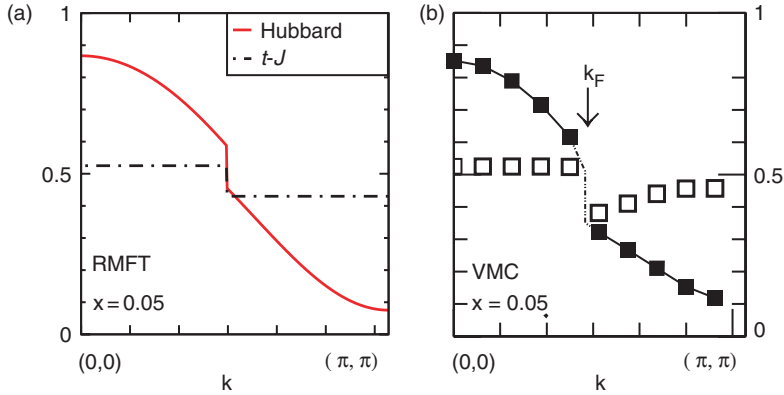 (a)
1
0.5
0
Hubbard
t-J
RMFT
x = 0.05
(0,0)
(π, π)
k
(b)
1
0.5
0
k_F
VMC
x = 0.05
(0,0)
(π, π)
k